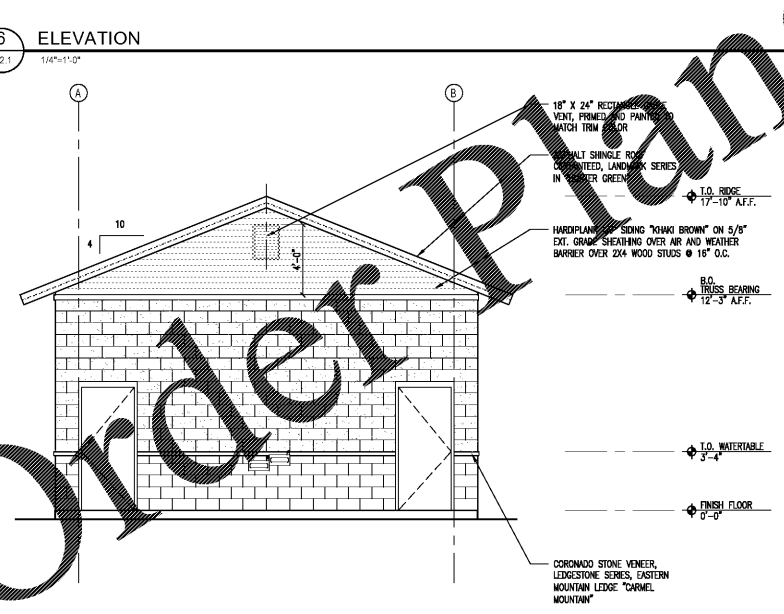 6
2.1
ELEVATION
1/4"=1'-0"
A
B
18" X 24" RECTANGLE
VENT, PRIMED AND PAINTED TO
MATCH TRIM COLOR
ASPHALT SHINGLE ROOF
LANDMARK SERIES
IN "HUNTER GREEN"
10
4
4'-0"
HARDIPLANK SIDING "KHAKI BROWN" ON 5/8"
EXT. GRADE SHEATHING OVER AIR AND WEATHER
BARRIER OVER 2X4 WOOD STUDS @ 16" O.C.
T.O. RIDGE
17'-10" A.F.F.
B.O.
TRUSS BEARING
12'-3" A.F.F.
T.O. WATERTABLE
3'-4"
FINISH FLOOR
0'-0"
CORONADO STONE VENEER,
LEDGESTONE SERIES, EASTERN
MOUNTAIN LEDGE "CARMEL
MOUNTAIN"
Order Plan